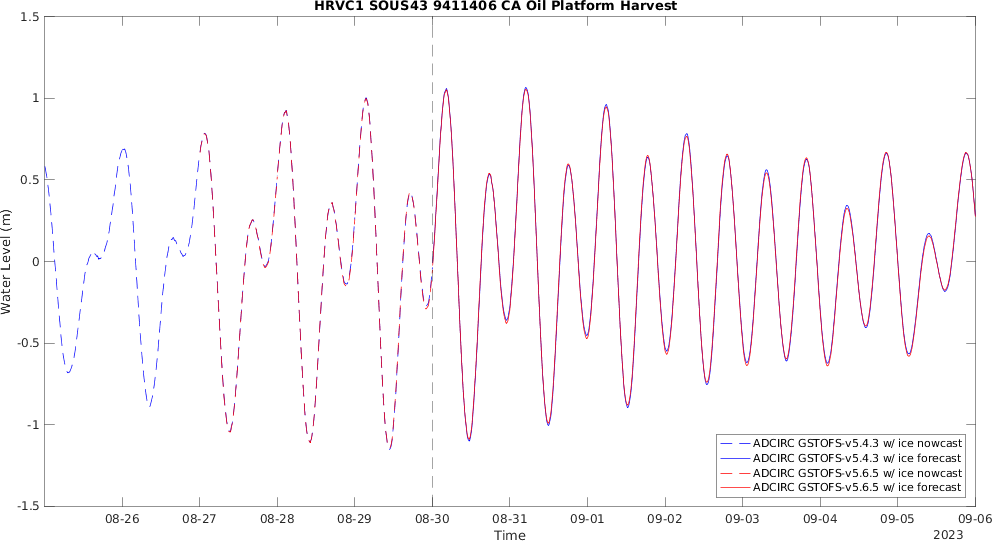 HRVC1 SOUS43 9411406 CA Oil Platform Harvest
Water Level (m)
1.5
1
0.5
0
-0.5
-1
-1.5
ADCIRC GSTOFS-v5.4.3 w/ ice nowcast
ADCIRC GSTOFS-v5.4.3 w/ ice forecast
ADCIRC GSTOFS-v5.6.5 w/ ice nowcast
ADCIRC GSTOFS-v5.6.5 w/ ice forecast
08-26 08-27 08-28 08-29 08-30 08-31 09-01 09-02 09-03 09-04 09-05 09-06
Time
2023